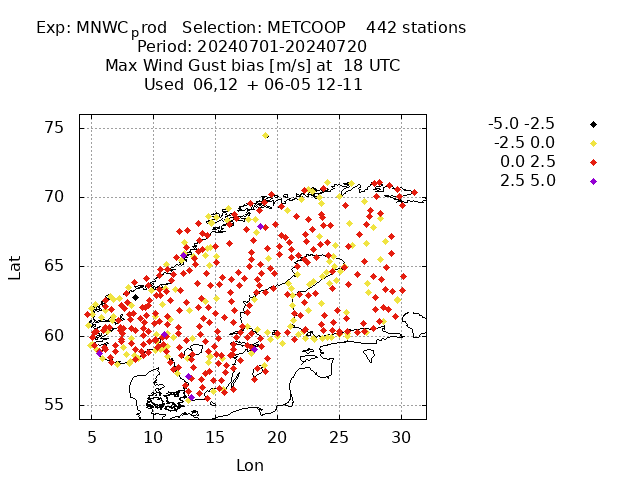 Exp: MNWCprod Selection: METCOOP 442 stations
Period: 20240701-20240720
Max Wind Gust bias [m/s] at 18 UTC
Used 06,12 + 06-05 12-11
-5.0 -2.5
-2.5 0.0
0.0 2.5
2.5 5.0
75
70
65
60
55
Lat
5 10 15 20 25 30
Lon